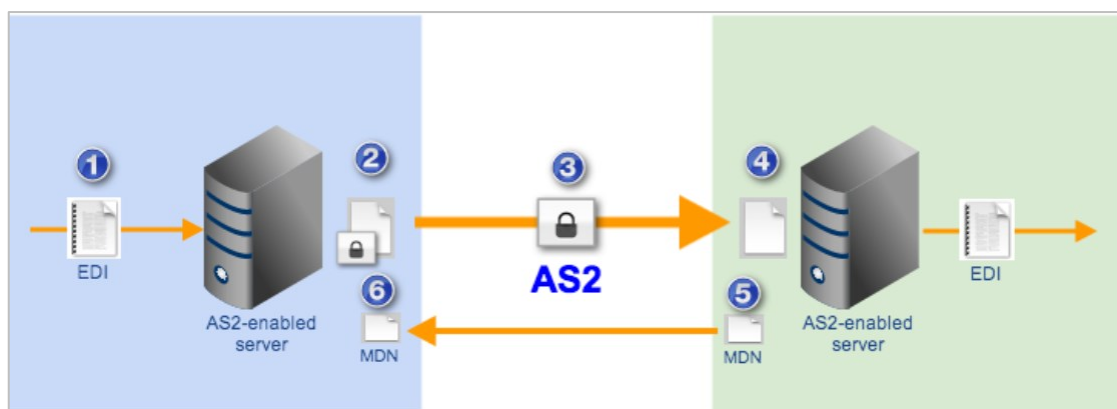 1
2
3
4
EDI
AS2-enabled
server
6
MDN
AS2
5
MDN
AS2-enabled
server
EDI